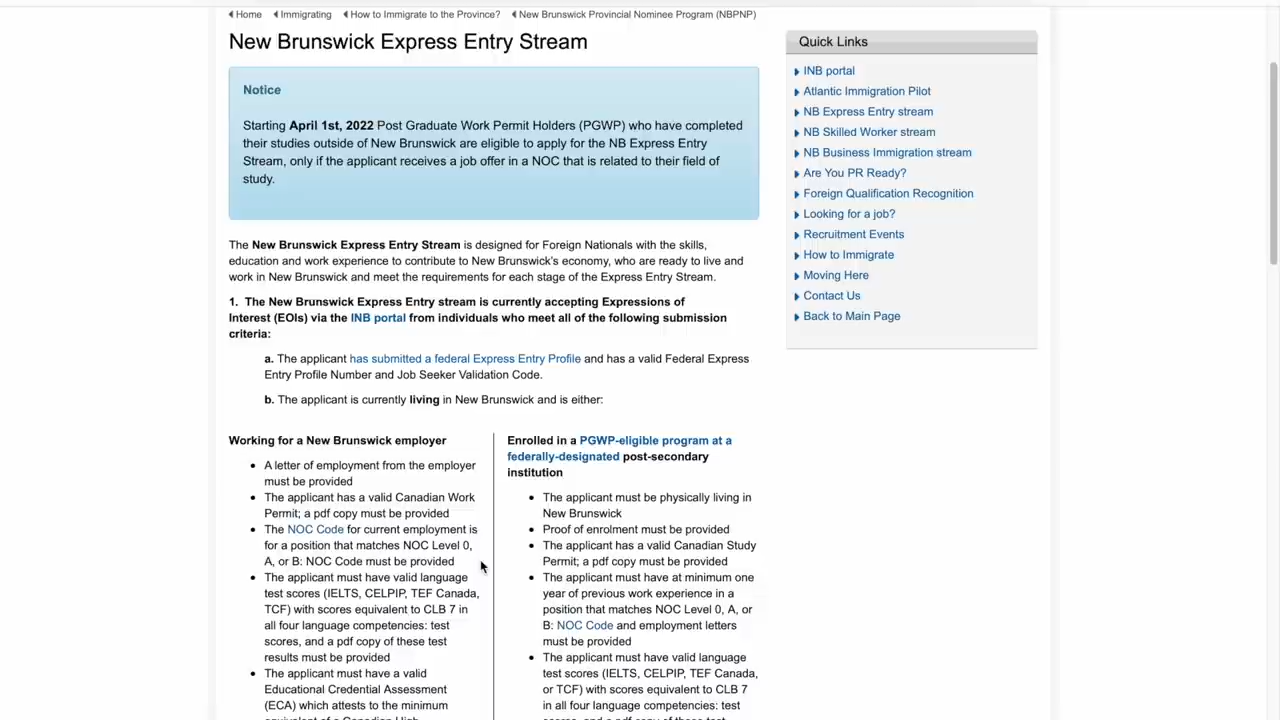 Home Immigrating How to Immigrate to the Province? New Brunswick Provincial Nominee Program (NBPNP)
New Brunswick Express Entry Stream
Notice
Starting April 1st, 2022 Post Graduate Work Permit Holders (PGWP) who have completed
their studies outside of New Brunswick are eligible to apply for the NB Express Entry
Stream, only if the applicant receives a job offer in a NOC that is related to their field of
study.
The New Brunswick Express Entry Stream is designed for Foreign Nationals with the skills,
education and work experience to contribute to New Brunswick's economy, who are ready to live and
work in New Brunswick and meet the requirements for each stage of the Express Entry Stream.
1. The New Brunswick Express Entry stream is currently accepting Expressions of
Interest (EOIs) via the INB portal from individuals who meet all of the following submission
criteria:
a. The applicant has submitted a federal Express Entry Profile and has a valid Federal Express
Entry Profile Number and Job Seeker Validation Code.
b. The applicant is currently living in New Brunswick and is either:
Working for a New Brunswick employer
• A letter of employment from the employer
must be provided
• The applicant has a valid Canadian Work
Permit; a pdf copy must be provided
• The NOC Code for current employment is
for a position that matches NOC Level 0,
A, or B: NOC Code must be provided
• The applicant must have valid language
test scores (IELTS, CELPIP, TEF Canada,
TCF) with scores equivalent to CLB 7 in
all four language competencies: test
scores, and a pdf copy of these test
results must be provided
• The applicant must have a valid
Educational Credential Assessment
(ECA) which attests to the minimum
equivalent of a Canadian High
Enrolled in a PGWP-eligible program at a
federally-designated post-secondary
institution
• The applicant must be physically living in
New Brunswick
• Proof of enrolment must be provided
• The applicant has a valid Canadian Study
Permit; a pdf copy must be provided
• The applicant must have at minimum one
year of previous work experience in a
position that matches NOC Level 0, A, or
B: NOC Code and employment letters
must be provided
• The applicant must have valid language
test scores (IELTS, CELPIP, TEF Canada,
or TCF) with scores equivalent to CLB 7
in all four language competencies: test
scores, and a pdf copy of these test
Quick Links
INB portal
Atlantic Immigration Pilot
NB Express Entry stream
NB Skilled Worker stream
NB Business Immigration stream
Are You PR Ready?
Foreign Qualification Recognition
Looking for a job?
Recruitment Events
How to Immigrate
Moving Here
Contact Us
Back to Main Page